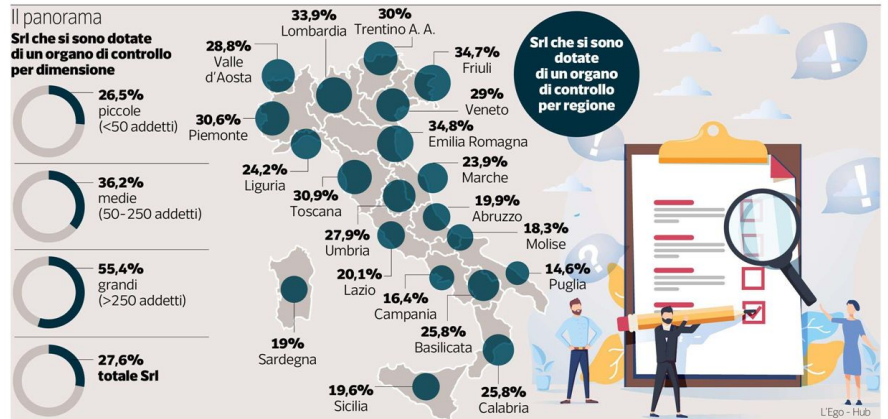 Il panorama
Srl che si sono dotate
di un organo di controllo
per dimensione
26,5%
piccole
(<50 addetti)
36,2%
medie
(50-250 addetti)
55,4%
grandi
(>250 addetti)
27,6%
totale Srl
33,9%
Lombardia
30%
Trentino A. A.
28,8%
Valle
d'Aosta
34,7%
Friuli
29%
Veneto
30,6%
Piemonte
34,8%
Emilia Romagna
24,2%
Liguria
23,9%
Marche
30,9%
Toscana
19,9%
Abruzzo
27,9%
Umbria
18,3%
Molise
20,1%
Lazio
14,6%
Puglia
16,4%
Campania
25,8%
Basilicata
19%
Sardegna
19,6%
Sicilia
25,8%
Calabria
Srl che si sono
dotate
di un organo
di controllo
per regione
!
!
?
!
L'Ego - Hub